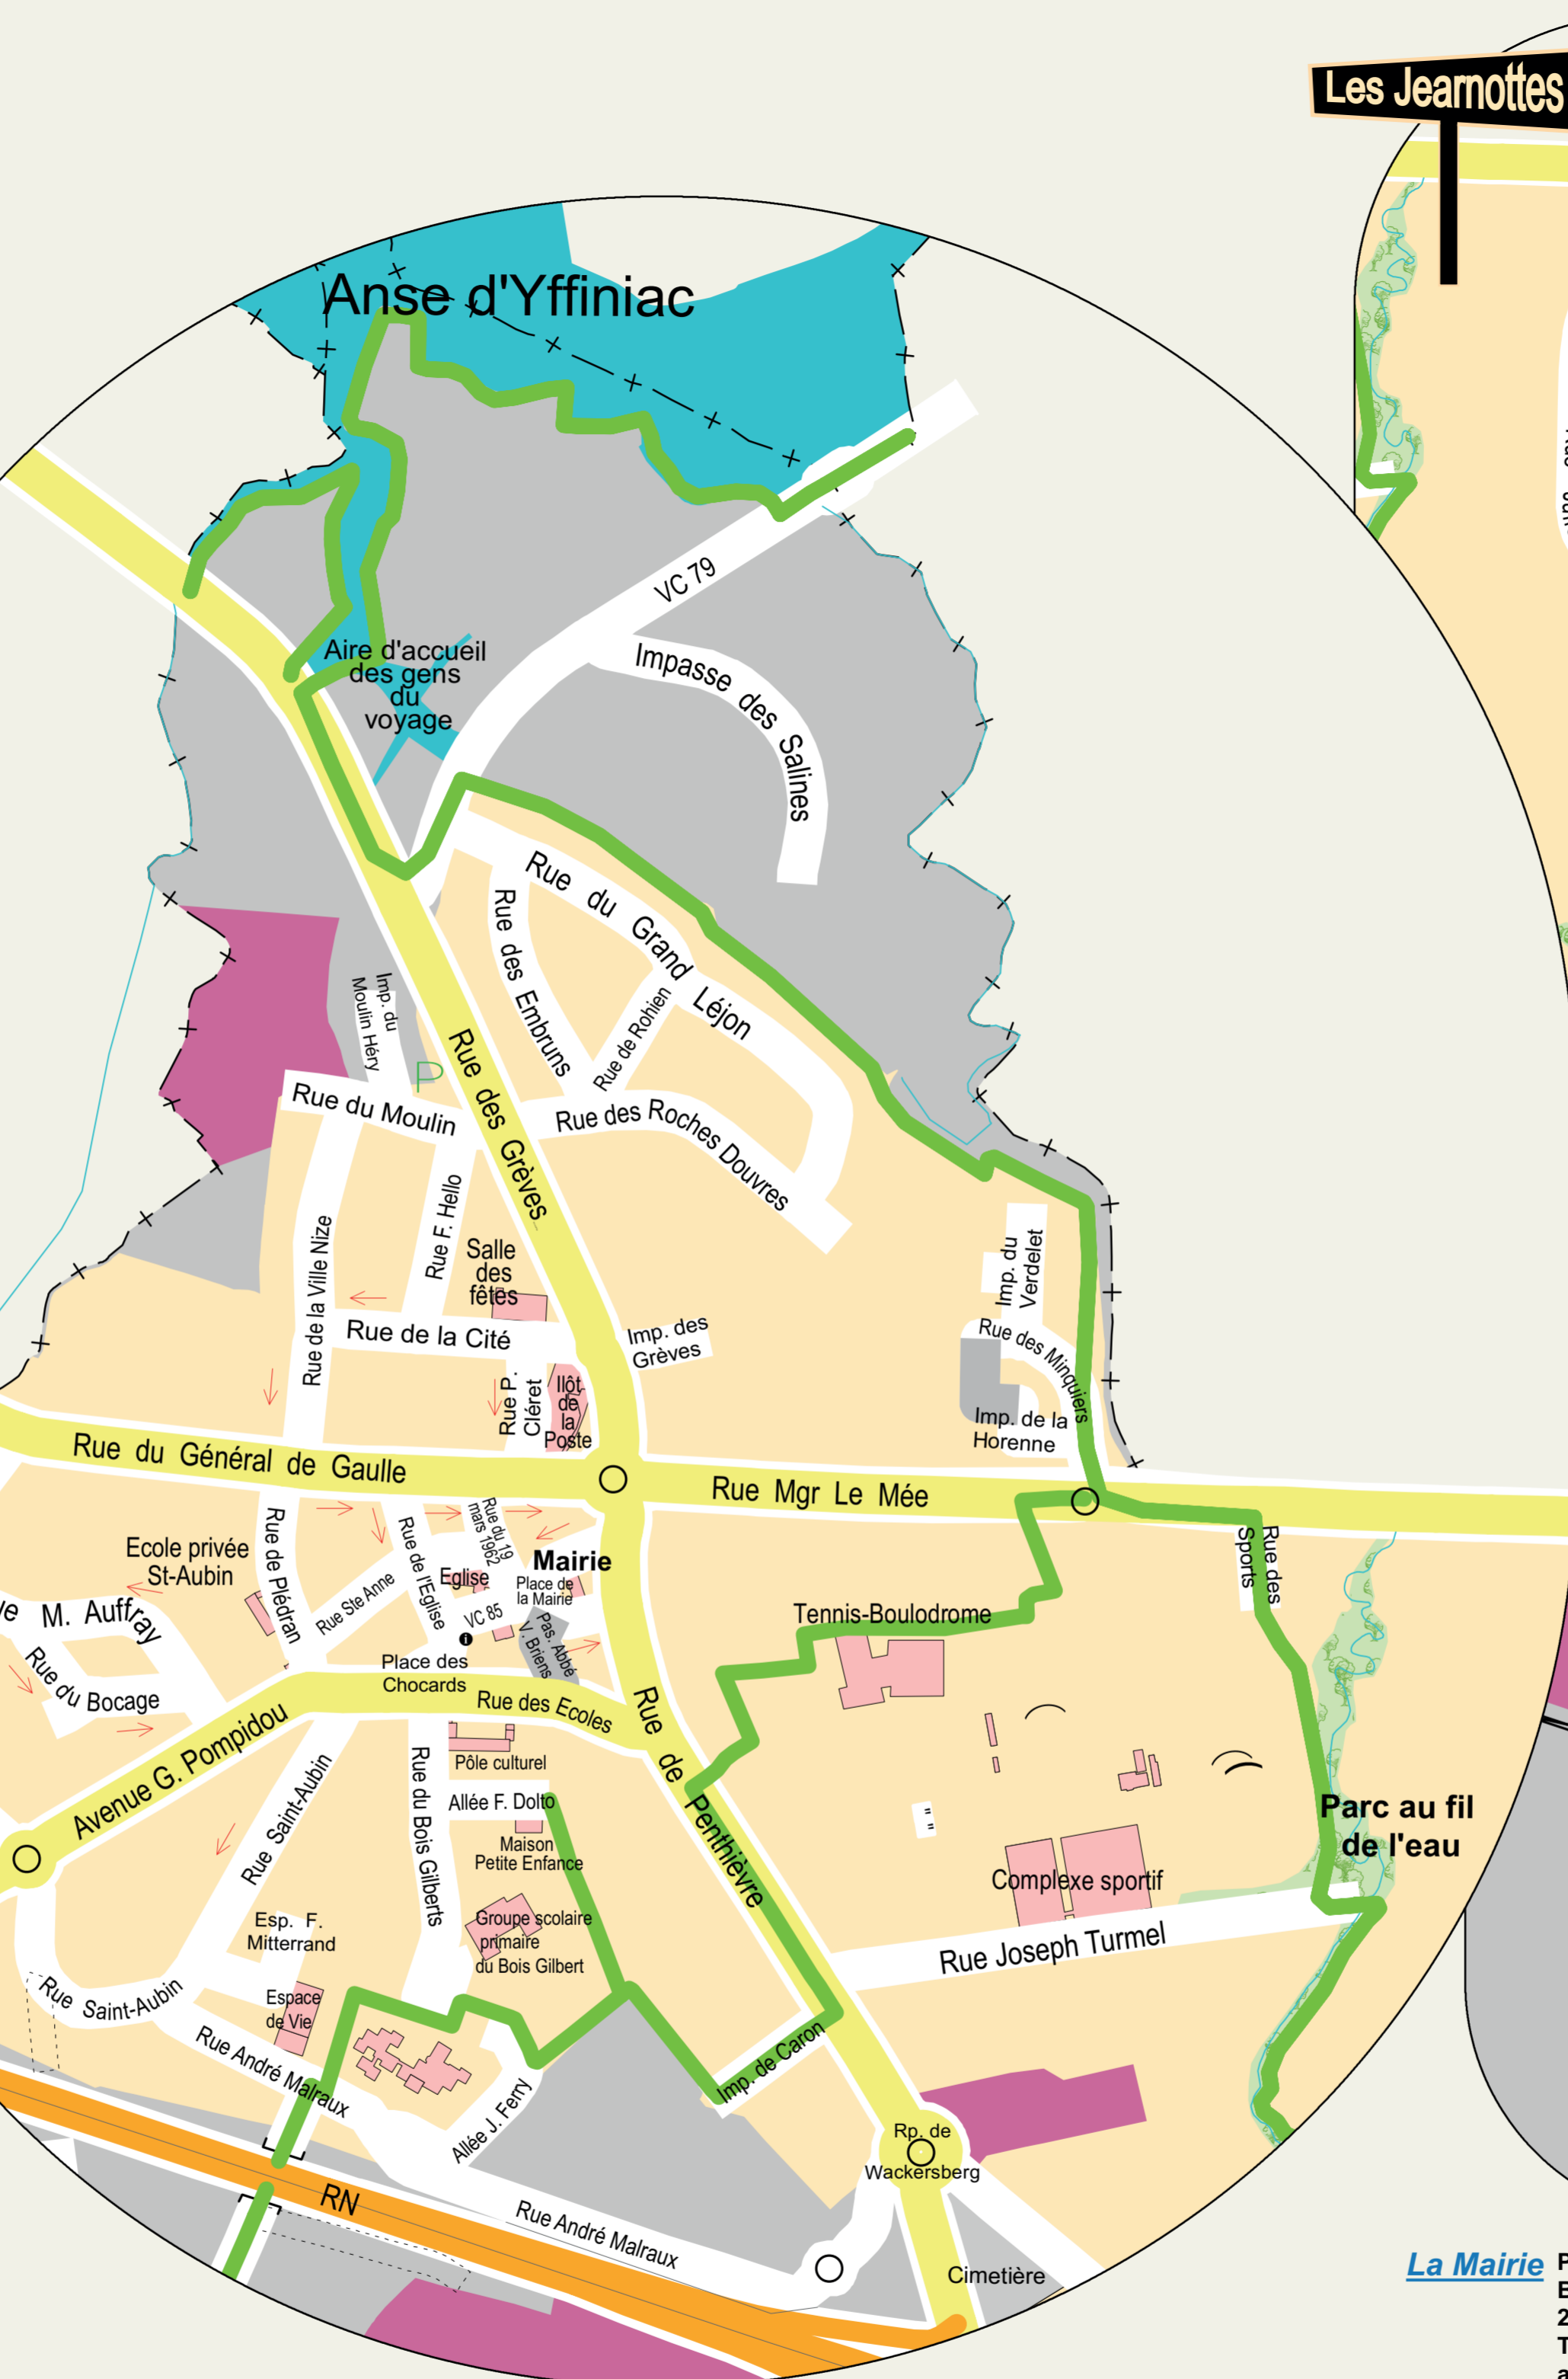 Les Jearnottes
Anse d'Yffiniac
VC 79
Aire d'accueil
des gens
du
voyage
Impasse des Salines
Rue du Grand Léjon
Rue des Embruns
Rue de Rohien
Imp. du
Moulin Héry
P
Rue des Grèves
Rue du Moulin
Rue des Roches Douvres
Rue F. Hello
Rue de la Ville Nize
Salle
des
fêtes
Imp. du
Verdelet
Rue de la Cité
Imp. des
Grèves
Rue des Minquiers
Rue P.
Cléret
Ilôt
de
la
Poste
Imp. de la
Horenne
Rue du Général de Gaulle
Rue Mgr Le Mée
Rue du 19
mars 1962
Rue de Plédran
Rue de l'Eglise
Ecole privée
St-Aubin
Mairie
Rue des
Sports
Eglise
Place de
la Mairie
Rue Ste Anne
M. Auffray
VC 85
Pas. Abbé
V. Briens
Tennis-Boulodrome
i
Rue du Bocage
Place des
Chocards
Rue des Ecoles
Rue de Penthièvre
Avenue G. Pompidou
Pôle culturel
Rue Saint-Aubin
Rue du Bois Gilberts
Allée F. Dolto
" "
Parc au fil
de l'eau
Maison
Petite Enfance
Complexe sportif
Esp. F.
Mitterrand
Groupe scolaire
primaire
du Bois Gilbert
Rue Joseph Turmel
Rue Saint-Aubin
Espace
de Vie
Rue André Malraux
Imp. de Caron
Allée J. Ferry
Rp. de
Wackersberg
RN
Rue André Malraux
Cimetière
La Mairie